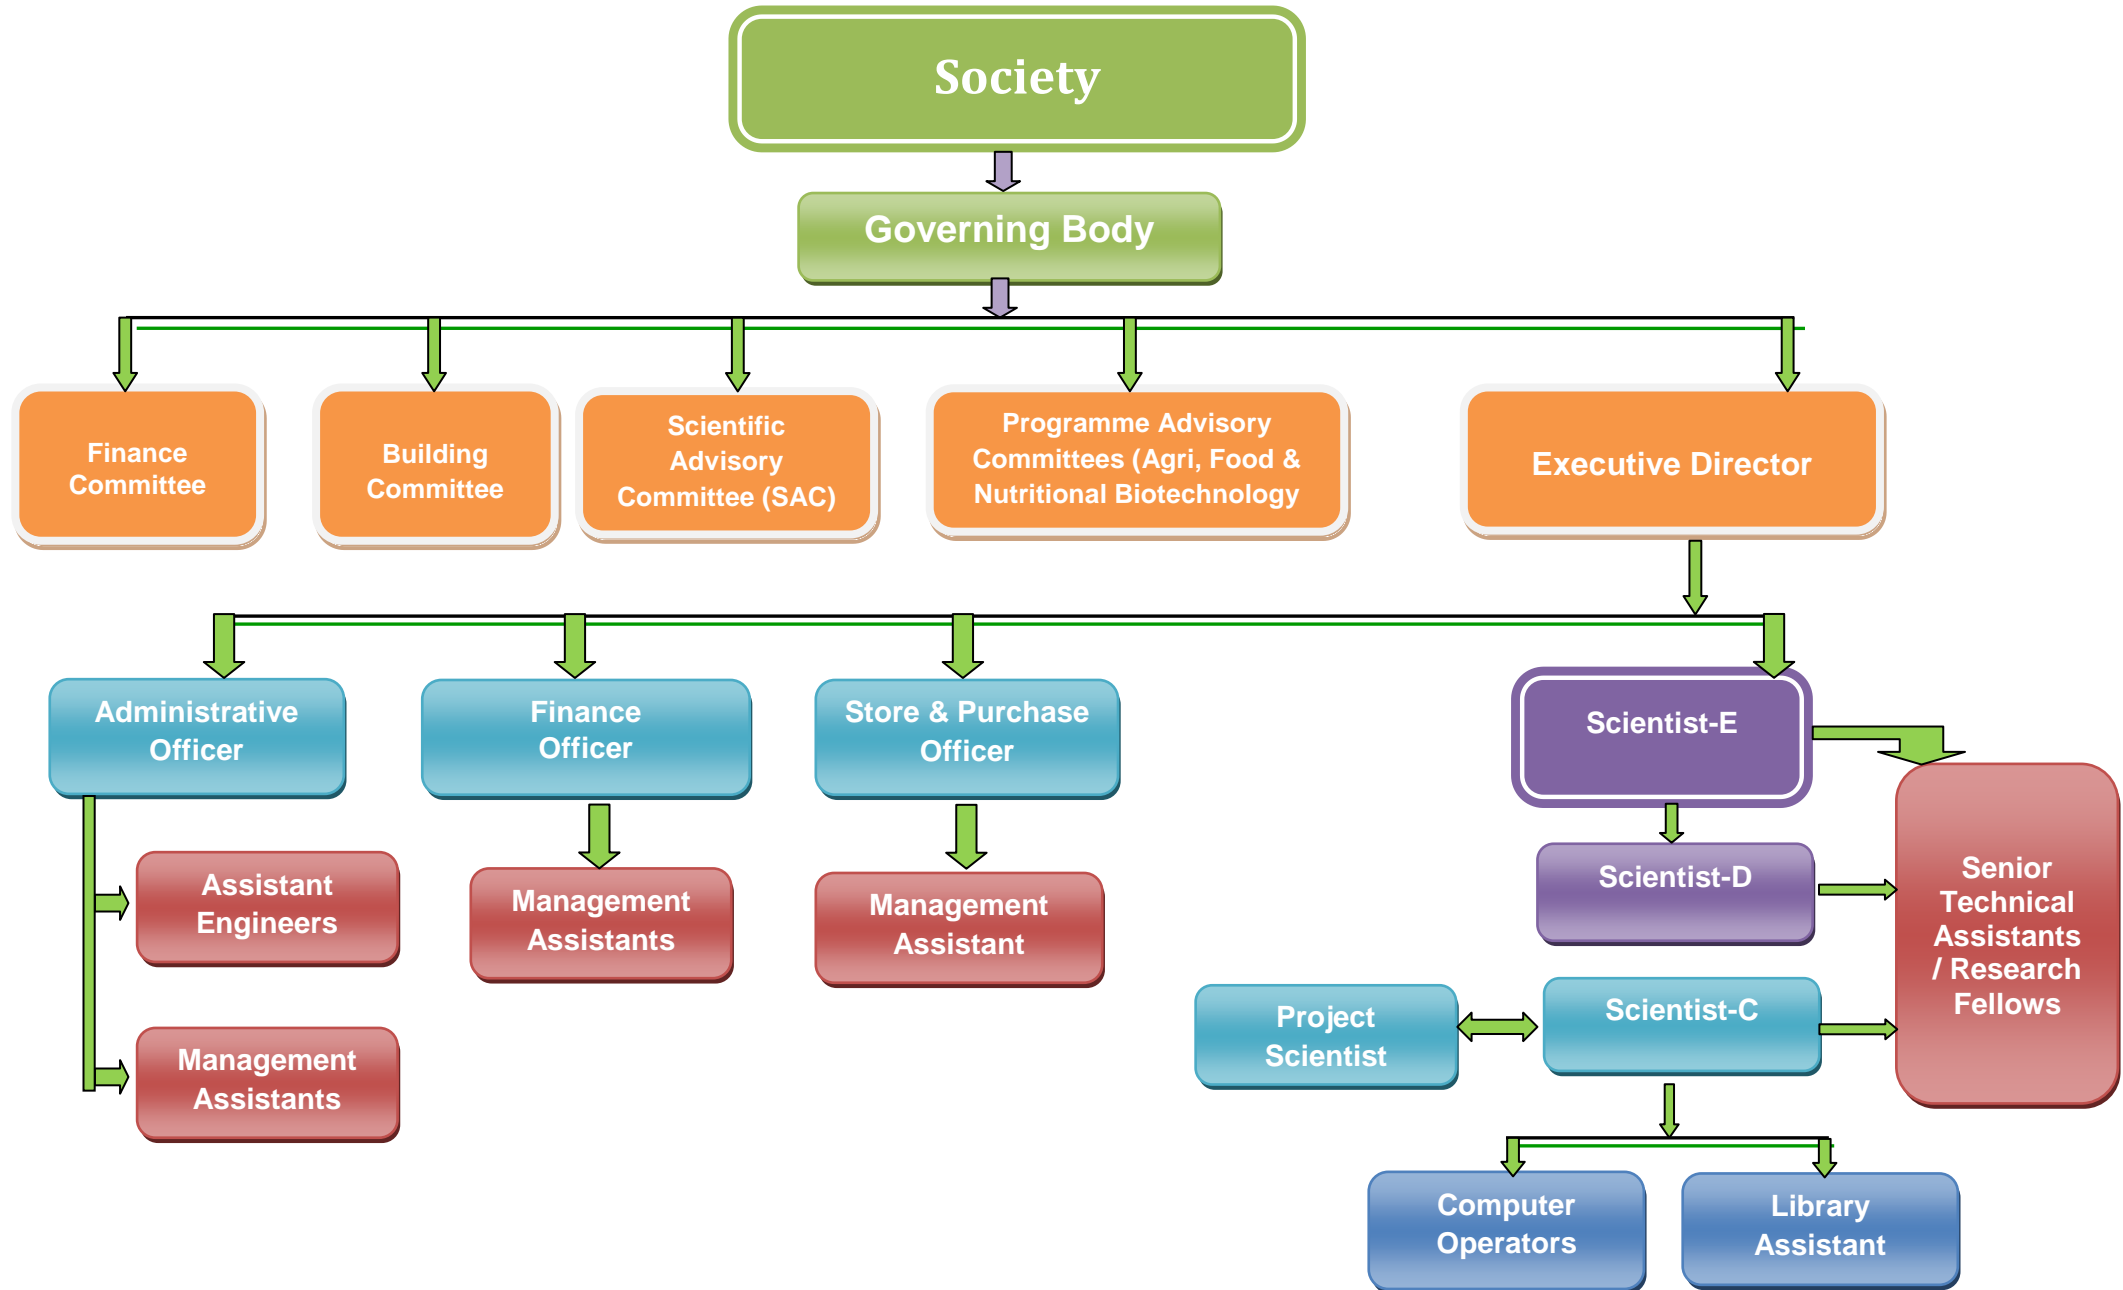 Society
Governing Body
Finance
Committee
Building
Committee
Scientific
Advisory
Committee (SAC)
Programme Advisory
Committees (Agri, Food &
Nutritional Biotechnology
Executive Director
Administrative
Officer
Finance
Officer
Store & Purchase
Officer
Scientist-E
Assistant
Engineers
Management
Assistants
Management
Assistant
Scientist-D
Senior
Technical
Assistants
/ Research
Fellows
Management
Assistants
Project
Scientist
Scientist-C
Computer
Operators
Library
Assistant